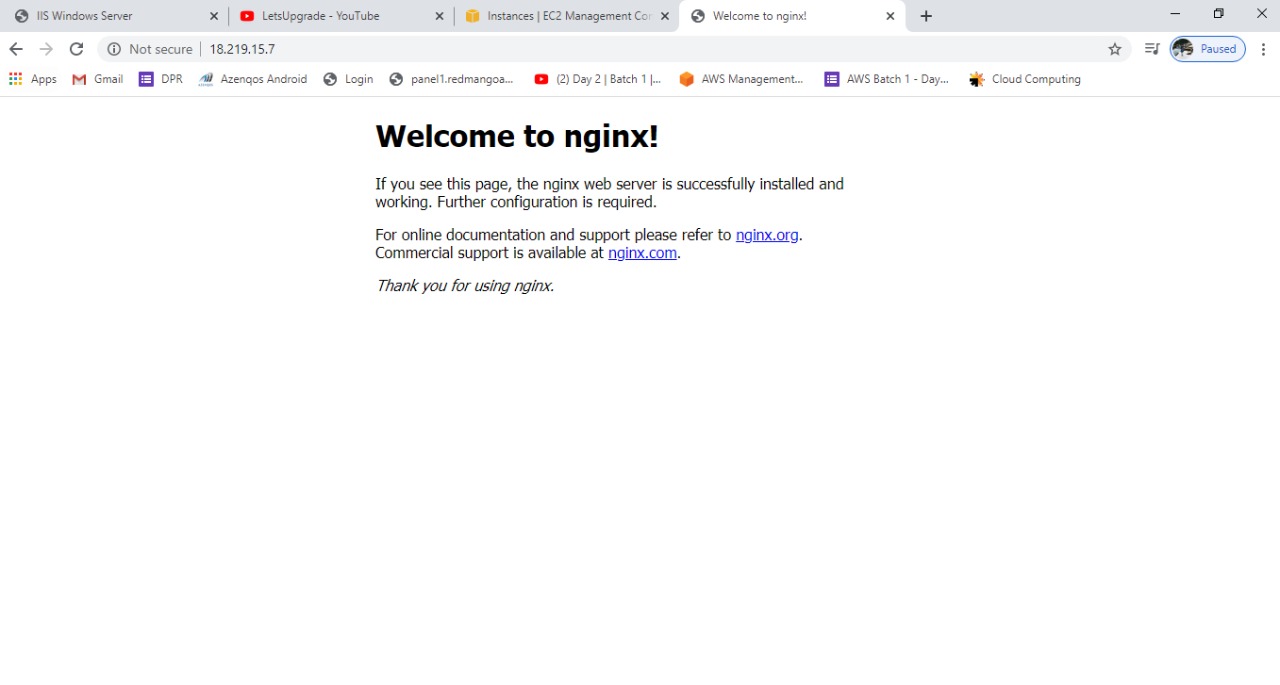 IIS Windows Server
LetsUpgrade - YouTube
Instances | EC2 Management Con
Welcome to nginx!
Not secure
18.219.15.7
Paused
Apps
Gmail
DPR
Azenqos Android
Login
panel1.redmangoa...
(2) Day 2 | Batch 1 |...
AWS Management...
AWS Batch 1 - Day...
Cloud Computing
Welcome to nginx!
If you see this page, the nginx web server is successfully installed and
working. Further configuration is required.
For online documentation and support please refer to nginx.org.
Commercial support is available at nginx.com.
Thank you for using nginx.